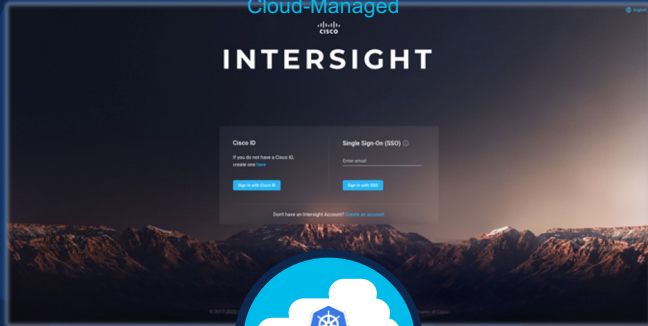 Cloud-Managed
English
CISCO
INTERSIGHT
Cisco ID
Single Sign-On (SSO)
If you do not have a Cisco ID,
create one here
Enter email
Sign in with Cisco ID
Sign in with SSO
Don't have an Intersight Account? Create an account